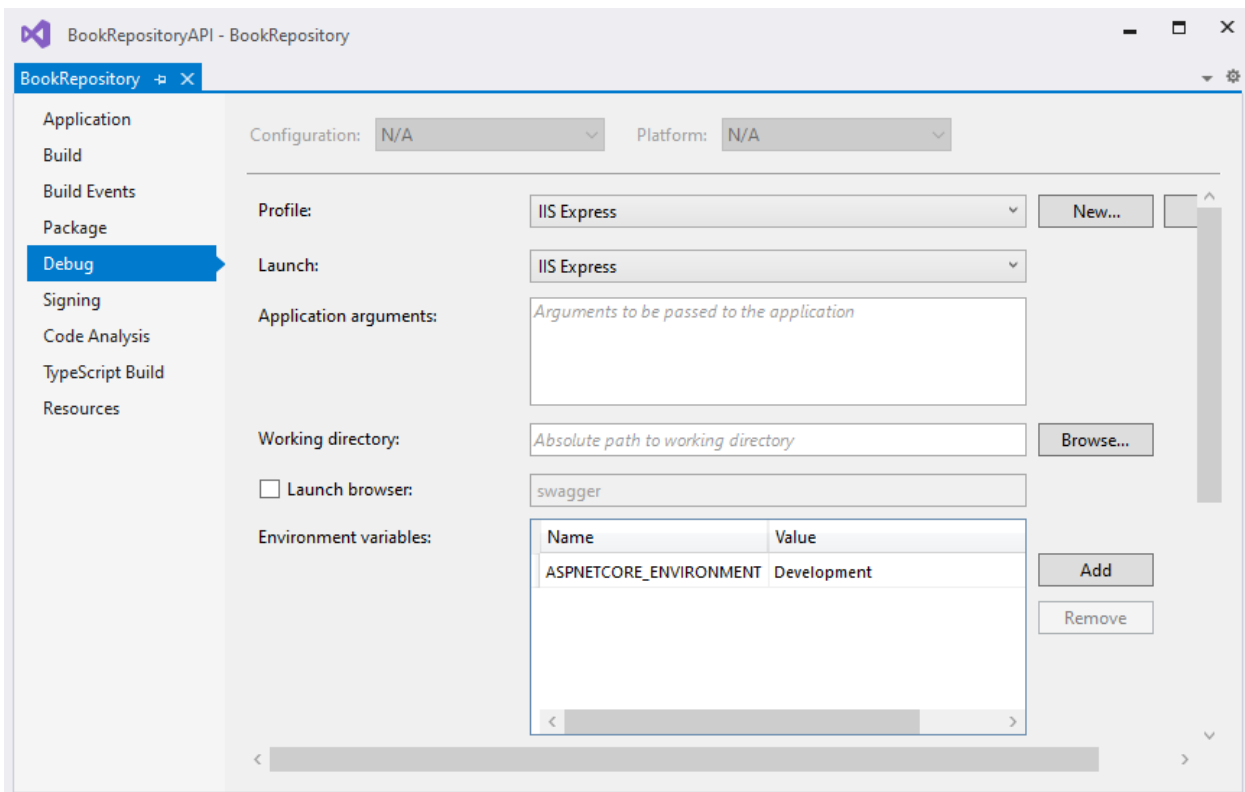 BookRepositoryAPI - BookRepository
BookRepository
Application
Build
Build Events
Package
Debug
Signing
Code Analysis
TypeScript Build
Resources
Configuration: N/A Platform: N/A
Profile: IIS Express New...
Launch: IIS Express
Application arguments: Arguments to be passed to the application
Working directory: Absolute path to working directory Browse...
Launch browser: swagger
Environment variables: Name Value
ASPNETCORE_ENVIRONMENT Development Add
Remove